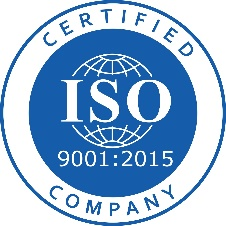 CERTIFIED
ISO
9001:2015
COMPANY